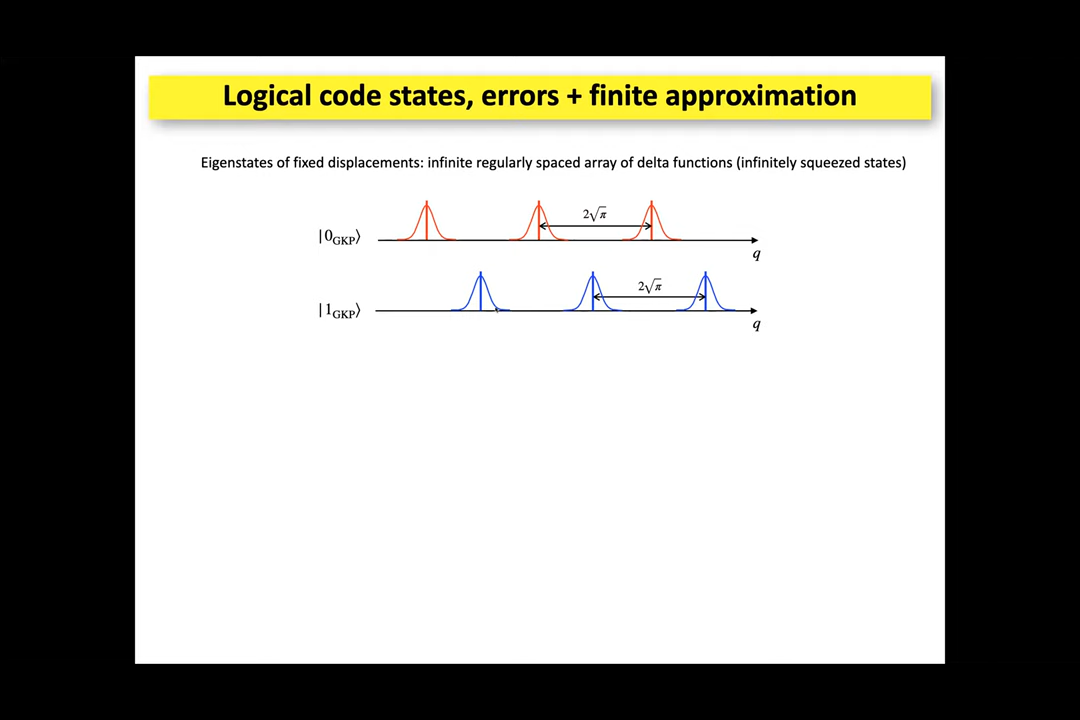 Logical code states, errors + finite approximation
Eigenstates of fixed displacements: infinite regularly spaced array of delta functions (infinitely squeezed states)
2√π
|0GKP⟩
q
2√π
|1GKP⟩
q